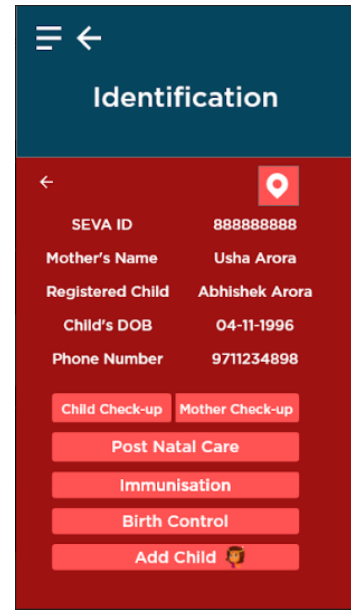 Identification
SEVA ID 888888888
Mother's Name Usha Arora
Registered Child Abhishek Arora
Child's DOB 04-11-1996
Phone Number 9711234898
Child Check-up Mother Check-up
Post Natal Care
Immunisation
Birth Control
Add Child